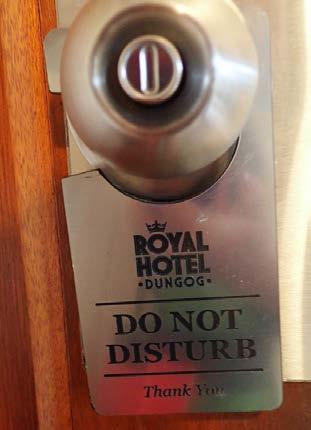 ROYAL
HOTEL
•DUNGOG•
DO NOT
DISTURB
Thank You